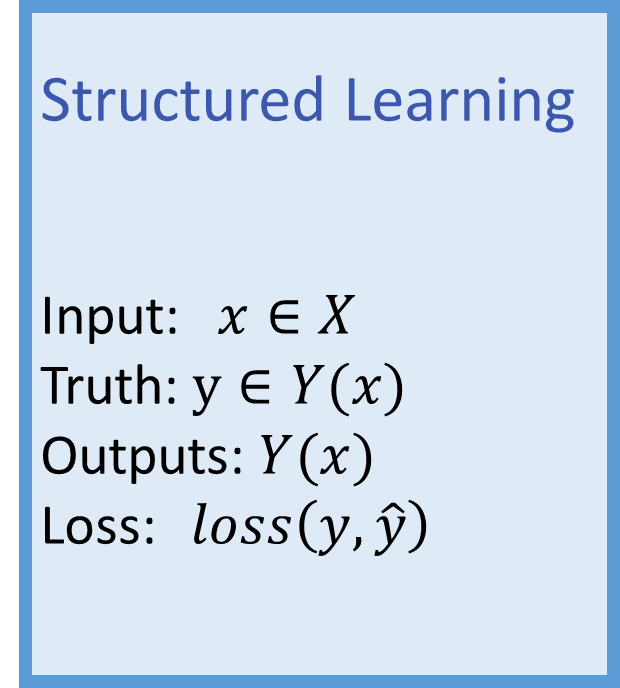 Structured Learning
Input: x ∈ X
Truth: y ∈ Y(x)
Outputs: Y(x)
Loss: loss(y, ŷ)